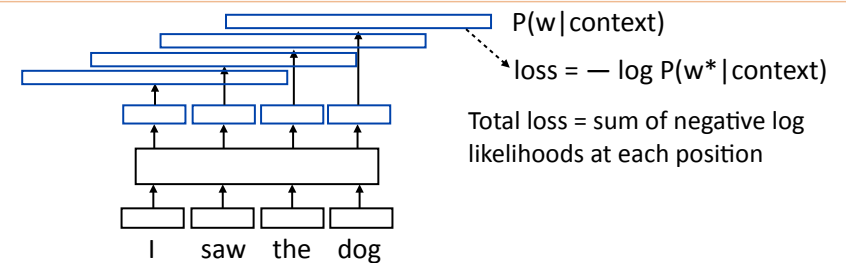 P(w|context)
loss = — log P(w*|context)
Total loss = sum of negative log
likelihoods at each position
I saw the dog